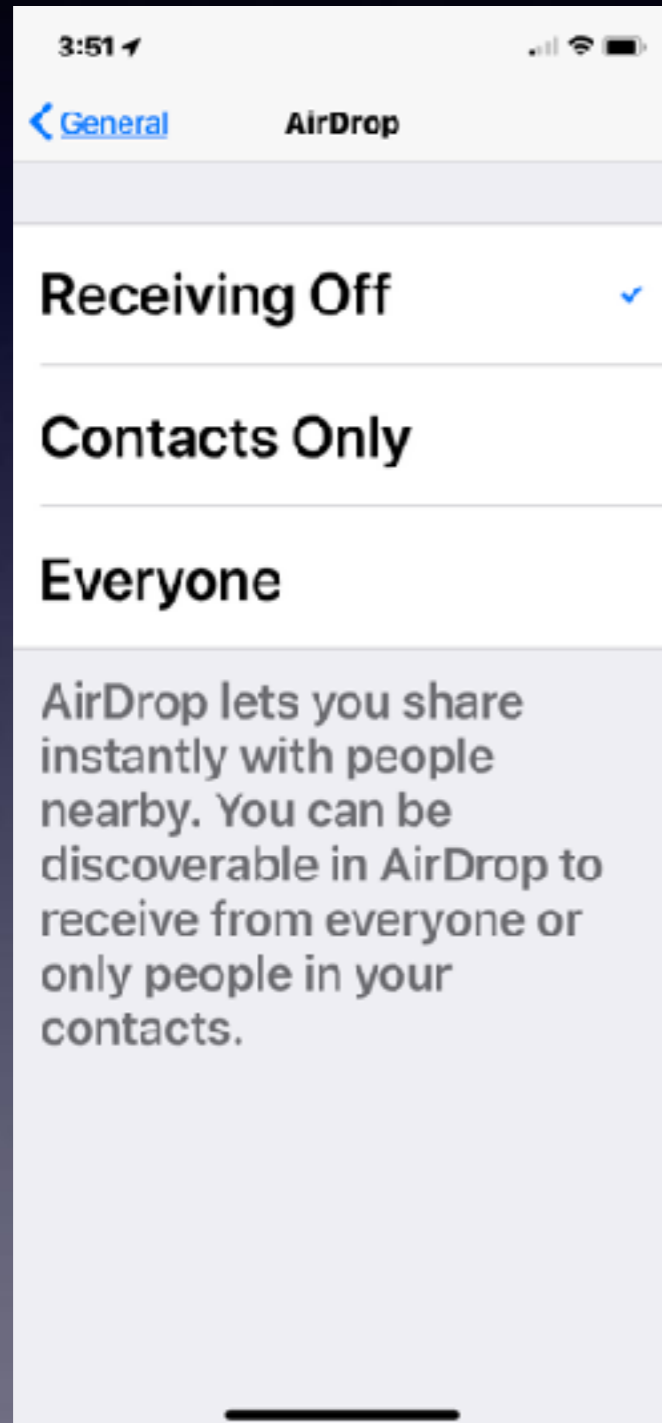 3:51
General AirDrop
Receiving Off
Contacts Only
Everyone
AirDrop lets you share
instantly with people
nearby. You can be
discoverable in AirDrop to
receive from everyone or
only people in your
contacts.